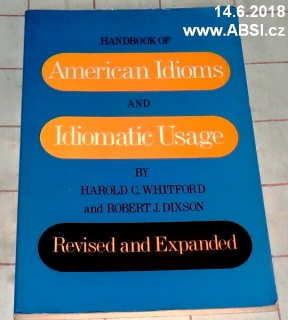 14.6.2018
www.ABSI.cz
HANDBOOK OF
American Idioms
AND
Idiomatic Usage
BY
HAROLD C. WHITFORD
and ROBERT J. DIXSON
Revised and Expanded